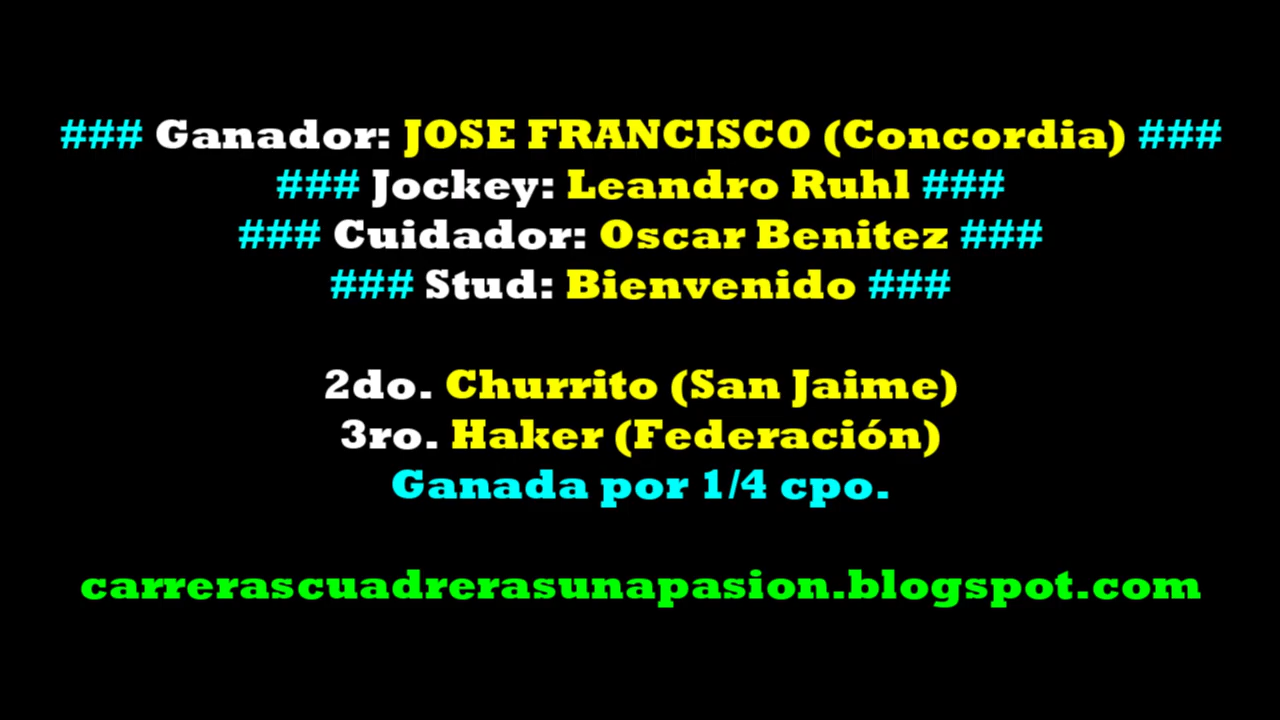 ### Ganador: JOSE FRANCISCO (Concordia) ###
### Jockey: Leandro Ruhl ###
### Cuidador: Oscar Benitez ###
### Stud: Bienvenido ###
2do. Churrito (San Jaime)
3ro. Haker (Federación)
Ganada por 1/4 cpo.
carrerascuadrerasunapasion.blogspot.com